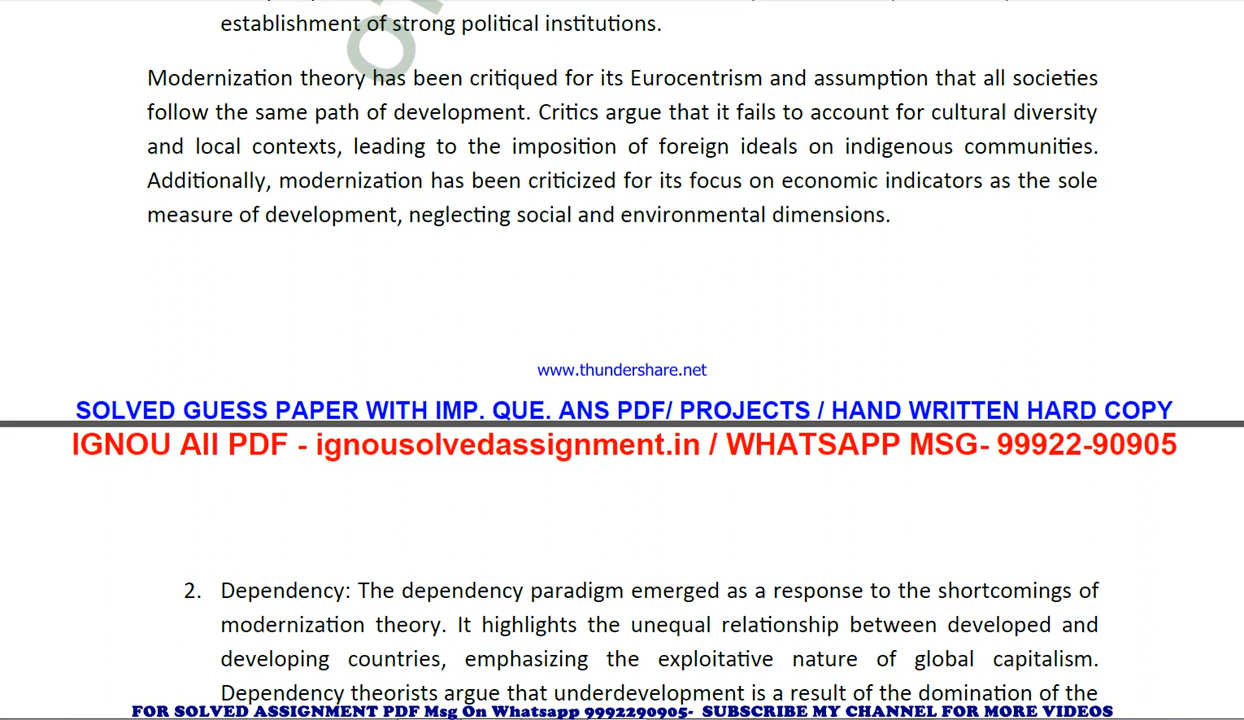 establishment of strong political institutions.
Modernization theory has been critiqued for its Eurocentrism and assumption that all societies
follow the same path of development. Critics argue that it fails to account for cultural diversity
and local contexts, leading to the imposition of foreign ideals on indigenous communities.
Additionally, modernization has been criticized for its focus on economic indicators as the sole
measure of development, neglecting social and environmental dimensions.
www.thundershare.net
SOLVED GUESS PAPER WITH IMP. QUE. ANS PDF/ PROJECTS / HAND WRITTEN HARD COPY
IGNOU All PDF - ignousolvedassignment.in / WHATSAPP MSG- 99922-90905
2. Dependency: The dependency paradigm emerged as a response to the shortcomings of
modernization theory. It highlights the unequal relationship between developed and
developing countries, emphasizing the exploitative nature of global capitalism.
Dependency theorists argue that underdevelopment is a result of the domination of the
FOR SOLVED ASSIGNMENT PDF Msg On Whatsapp 9992290905- SUBSCRIBE MY CHANNEL FOR MORE VIDEOS